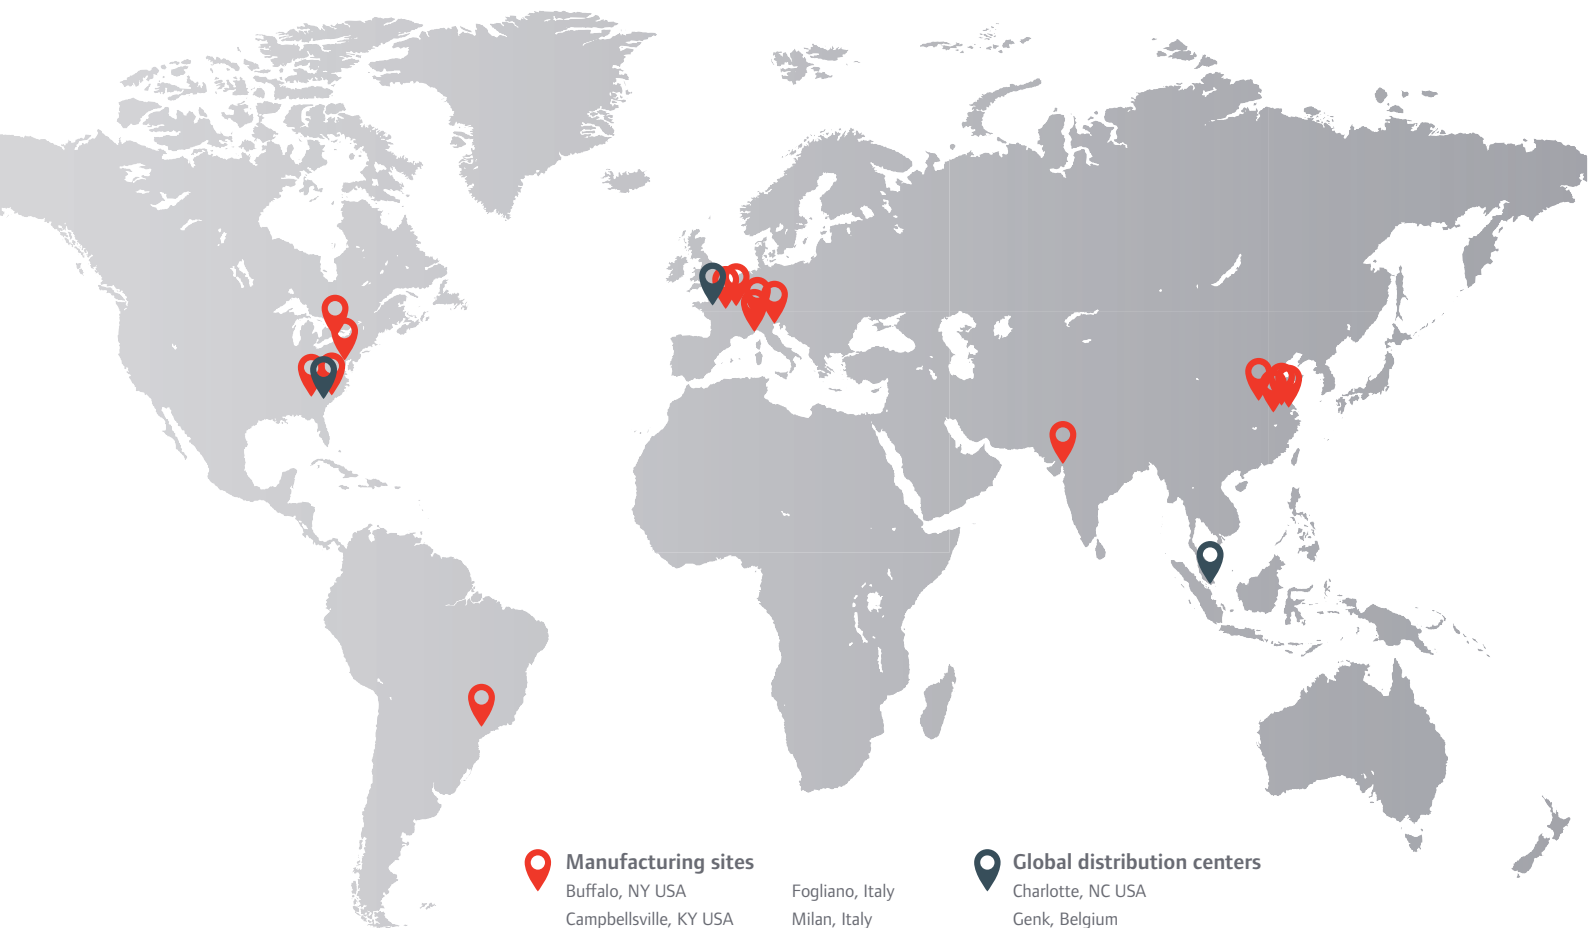 Manufacturing sites
Buffalo, NY USA
Campbellsville, KY USA
Fogliano, Italy
Milan, Italy
Global distribution centers
Charlotte, NC USA
Genk, Belgium